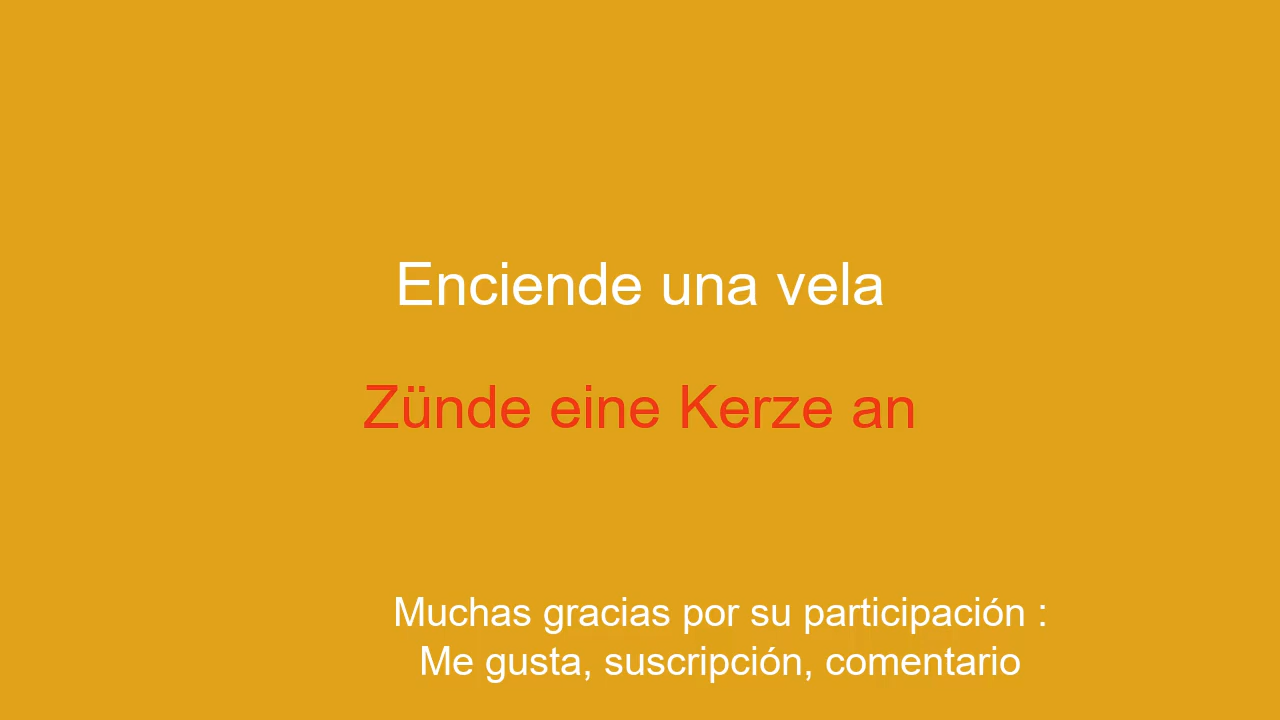 Enciende una vela
Zünde eine Kerze an
Muchas gracias por su participación :
Me gusta, suscripción, comentario